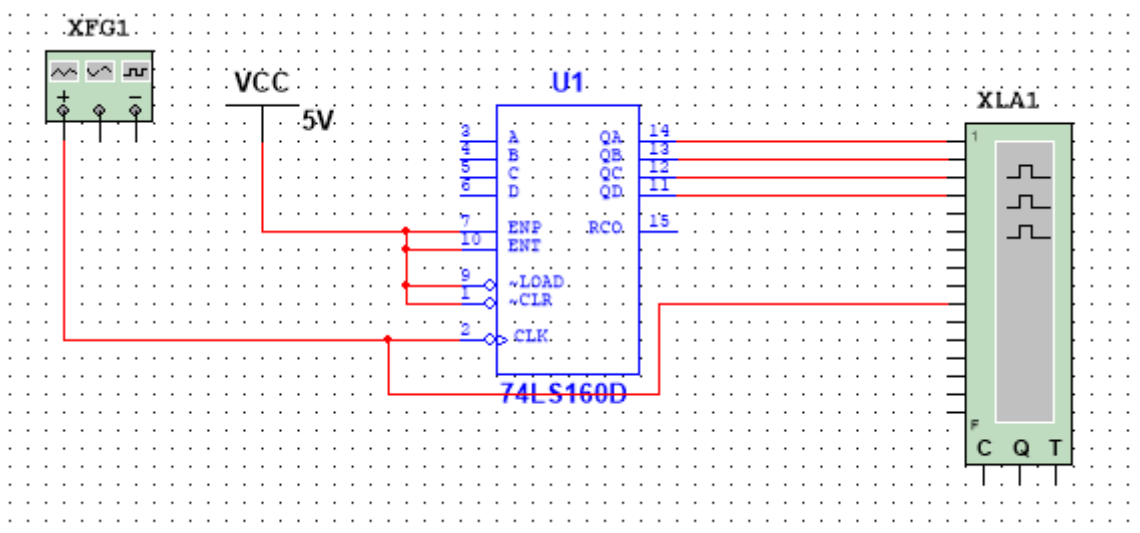 XFG1
+ −
VCC
5V
U1
3 A QA 14
4 B QB 13
5 C QC 12
6 D QD 11
7 ENP RCO 15
10 ENT
9 ~LOAD
1 ~CLR
2 CLK
74LS160D
XLA1
1
F
C Q T